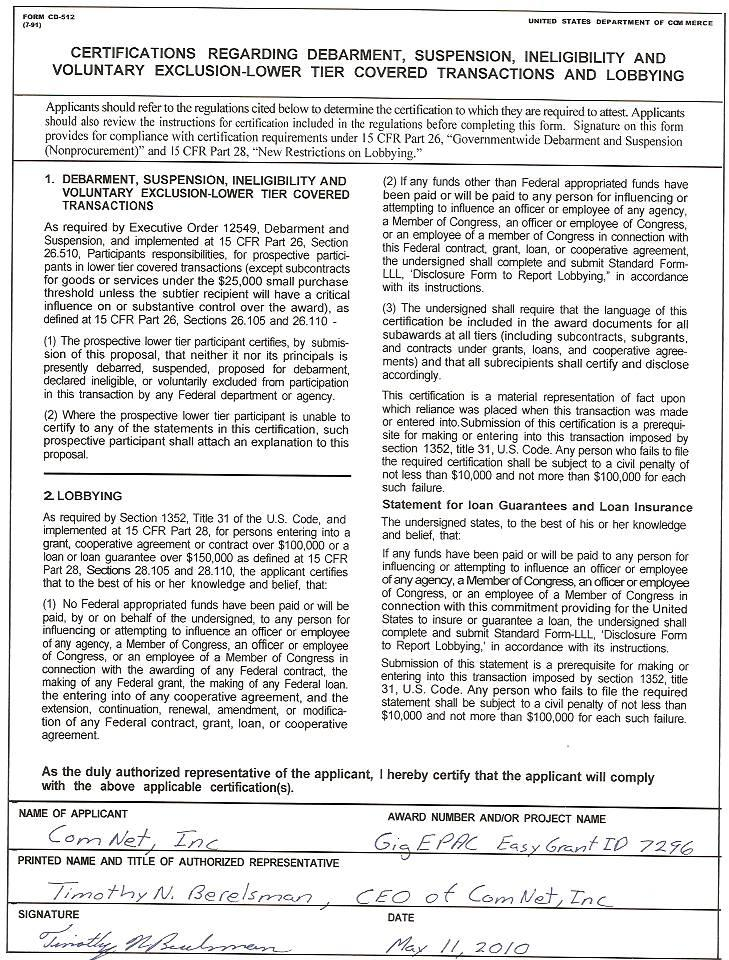 FORM CD-512
(7-91)
UNITED STATES DEPARTMENT OF COMMERCE
CERTIFICATIONS REGARDING DEBARMENT, SUSPENSION, INELIGIBILITY AND
VOLUNTARY EXCLUSION-LOWER TIER COVERED TRANSACTIONS AND LOBBYING
Applicants should refer to the regulations cited below to determine the certification to which they are required to attest. Applicants
should also review the instructions for certification included in the regulations before completing this form. Signature on this form
provides for compliance with certification requirements under 15 CFR Part 26, “Governmentwide Debarment and Suspension
(Nonprocurement)” and 15 CFR Part 28, “New Restrictions on Lobbying.”
1. DEBARMENT, SUSPENSION, INELIGIBILITY AND
VOLUNTARY EXCLUSION-LOWER TIER COVERED
TRANSACTIONS
As required by Executive Order 12549, Debarment and
Suspension, and implemented at 15 CFR Part 26, Section
26.510, Participants responsibilities, for prospective partici-
pants in lower tier covered transactions (except subcontracts
for goods or services under the $25,000 small purchase
threshold unless the subtier recipient will have a critical
influence on or substantive control over the award), as
defined at 15 CFR Part 26, Sections 26.105 and 26.110 -
(1) The prospective lower tier participant certifies, by submis-
sion of this proposal, that neither it nor its principals is
presently debarred, suspended, proposed for debarment,
declared ineligible, or voluntarily excluded from participation
in this transaction by any Federal department or agency.
(2) Where the prospective lower tier participant is unable to
certify to any of the statements in this certification, such
prospective participant shall attach an explanation to this
proposal.
2. LOBBYING
As required by Section 1352, Title 31 of the U.S. Code, and
implemented at 15 CFR Part 28, for persons entering into a
grant, cooperative agreement or contract over $100,000 or a
loan or loan guarantee over $150,000 as defined at 15 CFR
Part 28, Sections 28.105 and 28.110, the applicant certifies
that to the best of his or her knowledge and belief, that:
(1) No Federal appropriated funds have been paid or will be
paid, by or on behalf of the undersigned, to any person for
influencing or attempting to influence an officer or employee
of any agency, a Member of Congress, an officer or employee
of Congress, or an employee of a Member of Congress in
connection with the awarding of any Federal contract, the
making of any Federal grant, the making of any Federal loan.
the entering into of any cooperative agreement, and the
extension, continuation, renewal, amendment, or modifica-
tion of any Federal contract, grant, loan, or cooperative
agreement.
(2) If any funds other than Federal appropriated funds have
been paid or will be paid to any person for influencing or
attempting to influence an officer or employee of any agency,
a Member of Congress, an officer or employee of Congress,
or an employee of a member of Congress in connection with
this Federal contract, grant, loan, or cooperative agreement,
the undersigned shall complete and submit Standard Form-
LLL, ‘Disclosure Form to Report Lobbying,” in accordance
with its instructions.
(3) The undersigned shall require that the language of this
certification be included in the award documents for all
subawards at all tiers (including subcontracts, subgrants,
and contracts under grants, loans, and cooperative agree-
ments) and that all subrecipients shall certify and disclose
accordingly.
This certification is a material representation of fact upon
which reliance was placed when this transaction was made
or entered into.Submission of this certification is a prerequi-
site for making or entering into this transaction imposed by
section 1352, title 31, U.S. Code. Any person who fails to file
the required certification shall be subject to a civil penalty of
not less than $10,000 and not more than $100,000 for each
such failure.
Statement for loan Guarantees and Loan Insurance
The undersigned states, to the best of his or her knowledge
and belief, that:
If any funds have been paid or will be paid to any person for
influencing or attempting to influence an officer or employee
of any agency, a Member of Congress, an officer or employee
of Congress, or an employee of a Member of Congress in
connection with this commitment providing for the United
States to insure or guarantee a loan, the undersigned shall
complete and submit Standard Form-LLL, ‘Disclosure Form
to Report Lobbying,’ in accordance with its instructions.
Submission of this statement is a prerequisite for making or
entering into this transaction imposed by section 1352, title
31, U.S. Code. Any person who fails to file the required
statement shall be subject to a civil penalty of not less than
$10,000 and not more than $100,000 for each such failure.
As the duly authorized representative of the applicant, I hereby certify that the applicant will comply
with the above applicable certification(s).
NAME OF APPLICANT
ComNet, Inc
AWARD NUMBER AND/OR PROJECT NAME
GigEPAC EasyGrant ID 7296
PRINTED NAME AND TITLE OF AUTHORIZED REPRESENTATIVE
Timothy N. Berelsman, CEO of ComNet, Inc
SIGNATURE
Timothy N Berelsman
DATE
May 11, 2010